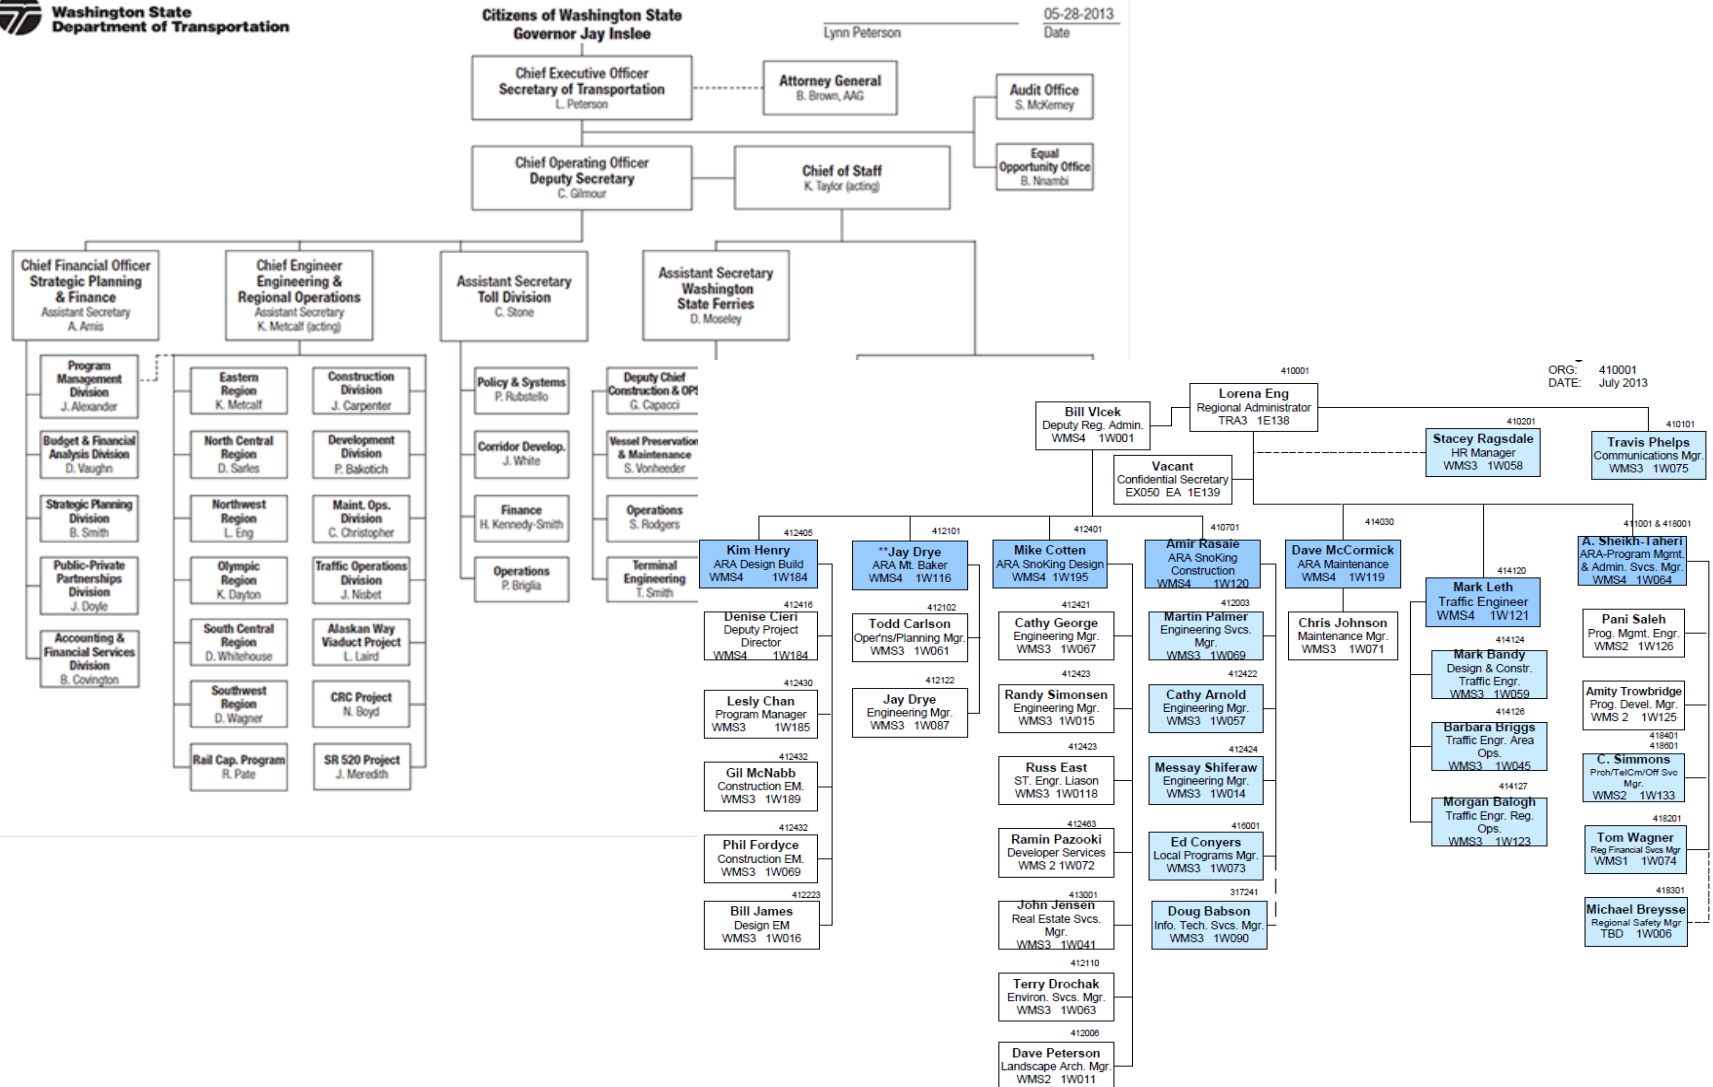 Washington State
Department of Transportation
Citizens of Washington State
Governor Jay Inslee
Lynn Peterson
05-28-2013
Date
Chief Executive Officer
Secretary of Transportation
L. Peterson
Attorney General
B. Brown, AAG
Audit Office
S. McKerney
Chief Operating Officer
Deputy Secretary
C. Gilmour
Chief of Staff
K. Taylor (acting)
Equal
Opportunity Office
B. Nnambi
Chief Financial Officer
Strategic Planning
& Finance
Assistant Secretary
A. Arnis
Chief Engineer
Engineering &
Regional Operations
Assistant Secretary
K. Metcalf (acting)
Assistant Secretary
Toll Division
C. Stone
Assistant Secretary
Washington
State Ferries
D. Moseley
Program
Management
Division
J. Alexander
Budget & Financial
Analysis Division
D. Vaughn
Strategic Planning
Division
B. Smith
Public-Private
Partnerships
Division
J. Doyle
Accounting &
Financial Services
Division
B. Covington
Eastern
Region
K. Metcalf
North Central
Region
D. Sarles
Northwest
Region
L. Eng
Olympic
Region
K. Dayton
South Central
Region
D. Whitehouse
Southwest
Region
D. Wagner
Rail Cap. Program
R. Pate
Construction
Division
J. Carpenter
Development
Division
P. Bakotich
Maint. Ops.
Division
C. Christopher
Traffic Operations
Division
J. Nisbet
Alaskan Way
Viaduct Project
L. Laird
CRC Project
N. Boyd
SR 520 Project
J. Meredith
Policy & Systems
P. Rubstello
Corridor Develop.
J. White
Finance
H. Kennedy-Smith
Operations
P. Briglia
Deputy Chief
Construction & OPS
G. Capacci
Vessel Preservation
& Maintenance
S. Vonheeder
Operations
S. Rodgers
Terminal
Engineering
T. Smith
ORG: 410001
DATE: July 2013
410001
Lorena Eng
Regional Administrator
TRA3 1E138
Bill Vlcek
Deputy Reg. Admin.
WMS4 1W001
Vacant
Confidential Secretary
EX050 EA 1E139
410201
Stacey Ragsdale
HR Manager
WMS3 1W058
410101
Travis Phelps
Communications Mgr.
WMS3 1W075
412405
Kim Henry
ARA Design Build
WMS4 1W184
412416
Denise Cieri
Deputy Project
Director
WMS4 1W184
412430
Lesly Chan
Program Manager
WMS3 1W185
412432
Gil McNabb
Construction EM.
WMS3 1W189
412432
Phil Fordyce
Construction EM.
WMS3 1W069
412223
Bill James
Design EM
WMS3 1W016
412101
**Jay Drye
ARA Mt. Baker
WMS4 1W116
412102
Todd Carlson
Oper'ns/Planning Mgr.
WMS3 1W061
412122
Jay Drye
Engineering Mgr.
WMS3 1W087
412401
Mike Cotten
ARA SnoKing Design
WMS4 1W195
412421
Cathy George
Engineering Mgr.
WMS3 1W067
412423
Randy Simonsen
Engineering Mgr.
WMS3 1W015
412423
Russ East
ST. Engr. Liason
WMS3 1W0118
412463
Ramin Pazooki
Developer Services
WMS 2 1W072
413001
John Jensen
Real Estate Svcs.
Mgr.
WMS3 1W041
412110
Terry Drochak
Environ. Svcs. Mgr.
WMS3 1W063
412006
Dave Peterson
Landscape Arch. Mgr.
WMS2 1W011
410701
Amir Rasaie
ARA SnoKing
Construction
WMS4 1W120
412003
Martin Palmer
Engineering Svcs.
Mgr.
WMS3 1W069
412422
Cathy Arnold
Engineering Mgr.
WMS3 1W057
412424
Messay Shiferaw
Engineering Mgr.
WMS3 1W014
416001
Ed Conyers
Local Programs Mgr.
WMS3 1W073
317241
Doug Babson
Info. Tech. Svcs. Mgr.
WMS3 1W090
414030
Dave McCormick
ARA Maintenance
WMS4 1W119
Chris Johnson
Maintenance Mgr.
WMS3 1W071
414120
Mark Leth
Traffic Engineer
WMS4 1W121
414124
Mark Bandy
Design & Constr.
Traffic Engr.
WMS3 1W059
414126
Barbara Briggs
Traffic Engr. Area
Ops.
WMS3 1W045
414127
Morgan Balogh
Traffic Engr. Reg.
Ops.
WMS3 1W123
411001 & 418001
A. Sheikh-Taheri
ARA-Program Mgmt.
& Admin. Svcs. Mgr.
WMS4 1W064
Pani Saleh
Prog. Mgmt. Engr.
WMS2 1W126
Amity Trowbridge
Prog. Devel. Mgr.
WMS 2 1W125
418401
418601
C. Simmons
Prch/TelCm/Off Svc
Mgr.
WMS2 1W133
418201
Tom Wagner
Reg Financial Svcs Mgr
WMS1 1W074
418301
Michael Breysse
Regional Safety Mgr
TBD 1W006